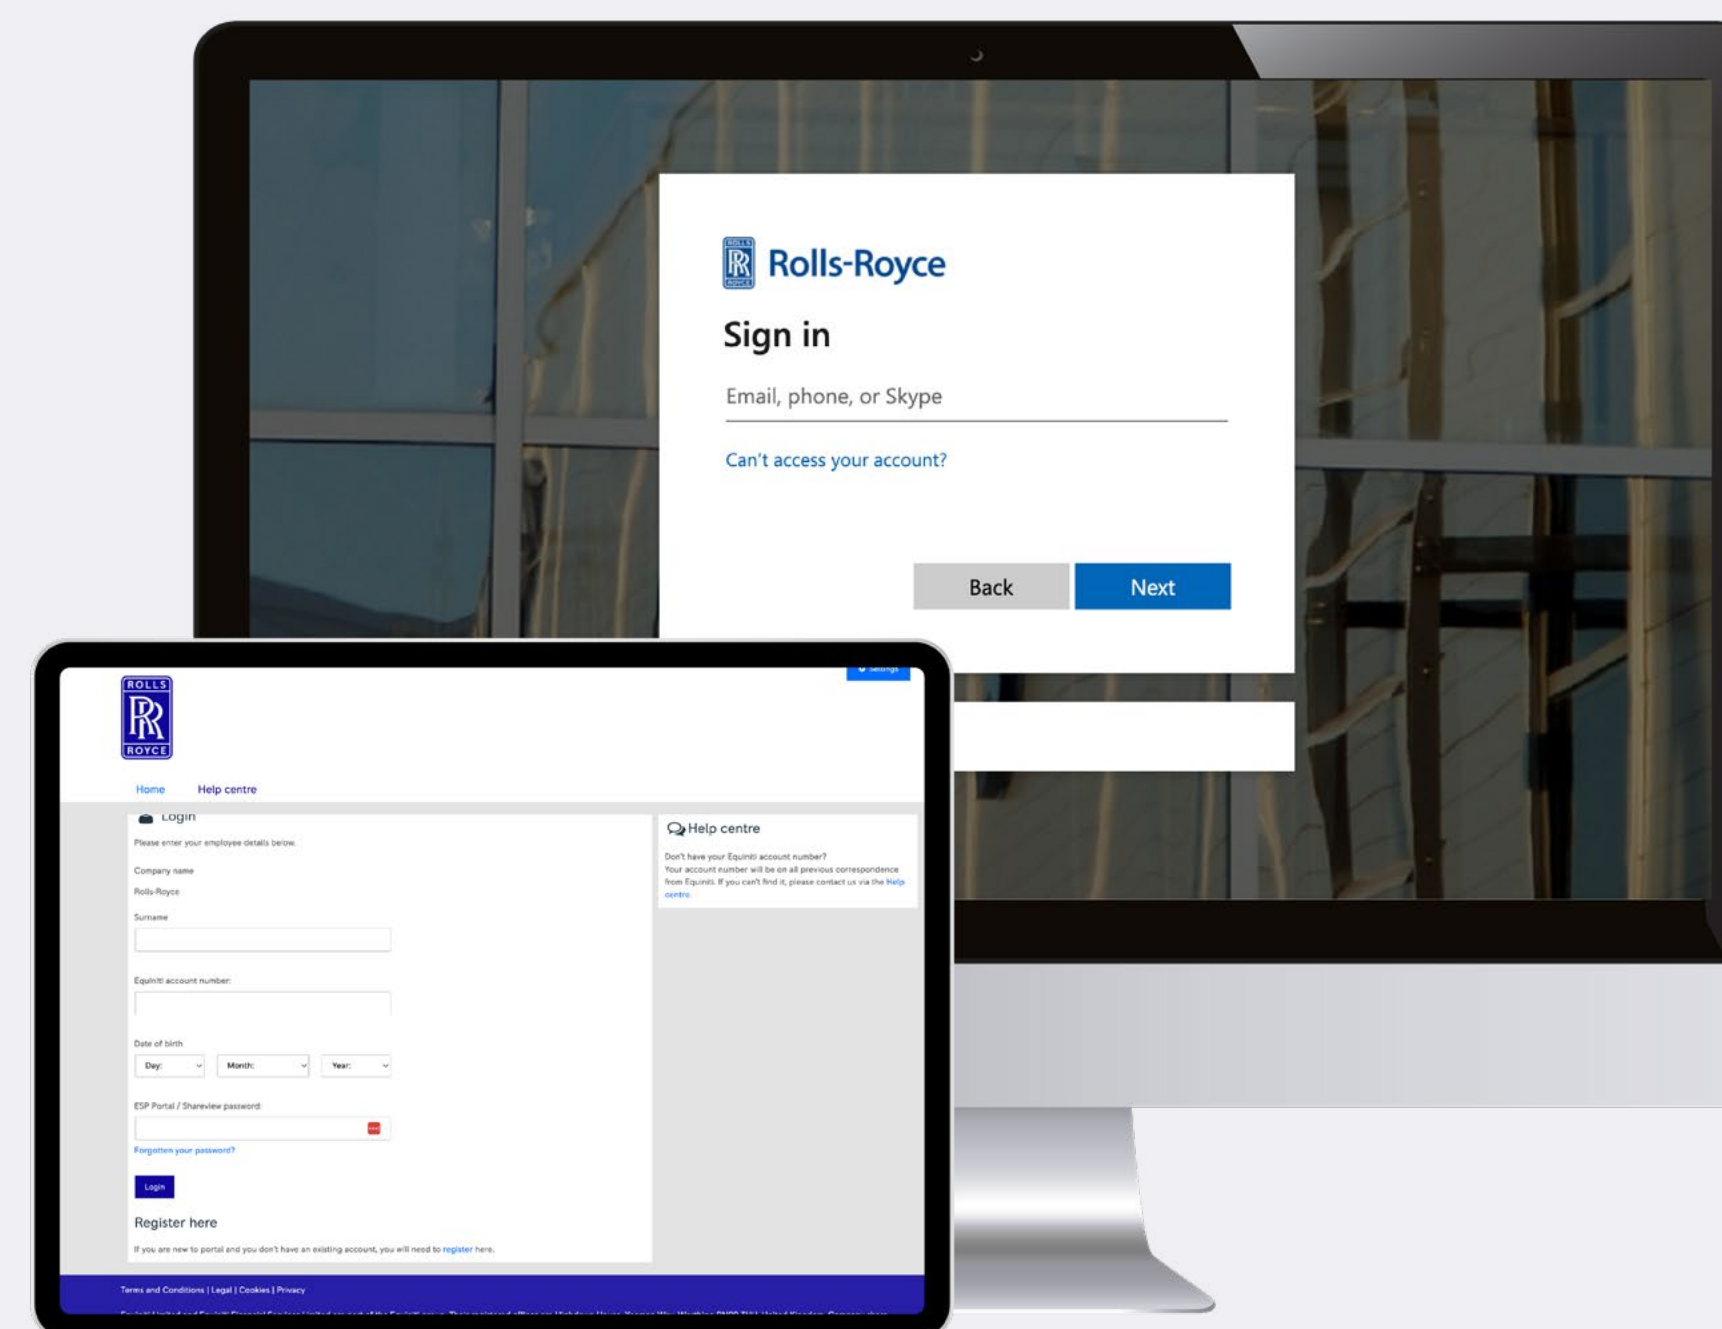 ROLLS
RR
ROYCE
Rolls-Royce
Sign in
Email, phone, or Skype
Can't access your account?
Back
Next
Settings
ROLLS
RR
ROYCE
Home
Help centre
Login
Please enter your employee details below.
Company name
Rolls-Royce
Surname
Equiniti account number:
Date of birth
Day:
Month:
Year:
ESP Portal / Shareview password:
Forgotten your password?
Login
Register here
If you are new to portal and you don't have an existing account, you will need to register here.
Help centre
Don't have your Equiniti account number?
Your account number will be on all previous correspondence
from Equiniti. If you can't find it, please contact us via the Help
centre.
Terms and Conditions | Legal | Cookies | Privacy